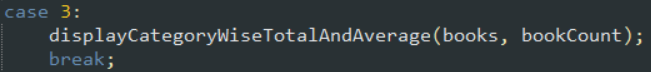 case 3:
displayCategoryWiseTotalAndAverage(books, bookCount);
break;